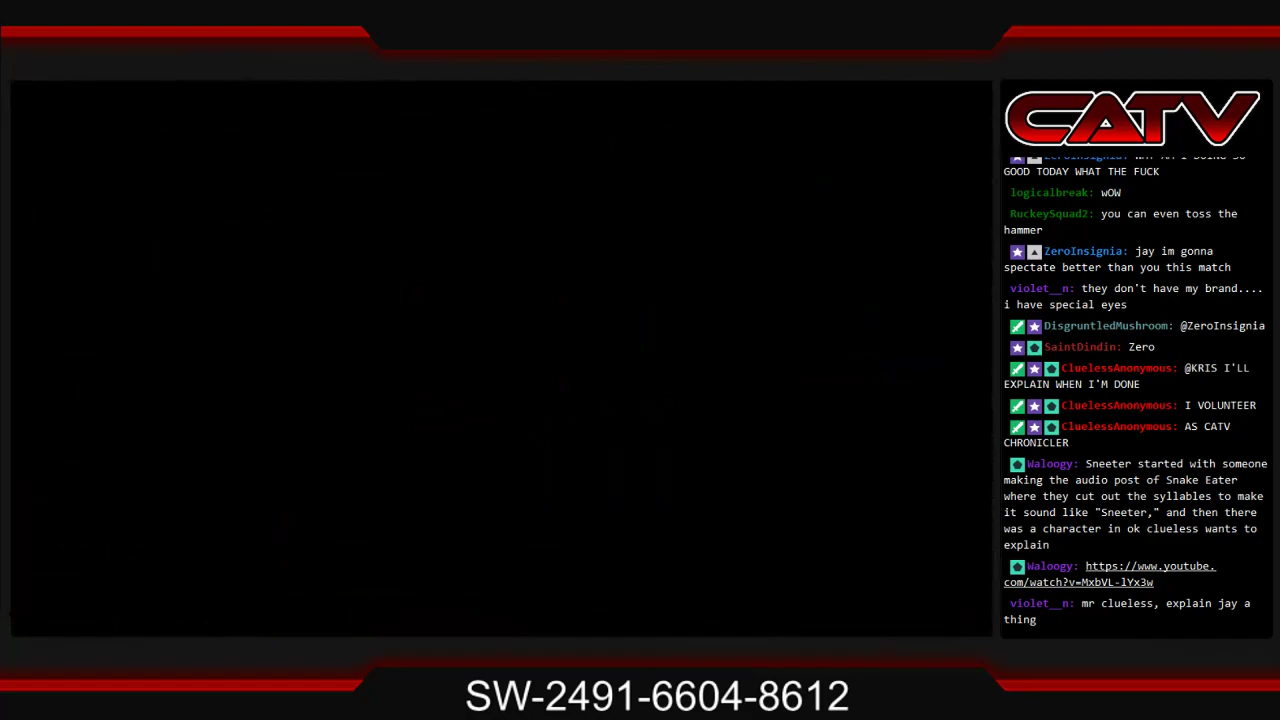 CATV
ZeroInsignia: WHY AM I DOING SO
GOOD TODAY WHAT THE FUCK
logicalbreak: wOW
RuckeySquad2: you can even toss the
hammer
ZeroInsignia: jay im gonna
spectate better than you this match
violet__n: they don't have my brand....
i have special eyes
DisgruntledMushroom: @ZeroInsignia
SaintDindin: Zero
CluelessAnonymous: @KRIS I'LL
EXPLAIN WHEN I'M DONE
CluelessAnonymous: I VOLUNTEER
CluelessAnonymous: AS CATV
CHRONICLER
Waloogy: Sneeter started with someone
making the audio post of Snake Eater
where they cut out the syllables to make
it sound like "Sneeter," and then there
was a character in ok clueless wants to
explain
Waloogy: https://www.youtube.
com/watch?v=MxbVL-lYx3w
violet__n: mr clueless, explain jay a
thing
SW-2491-6604-8612